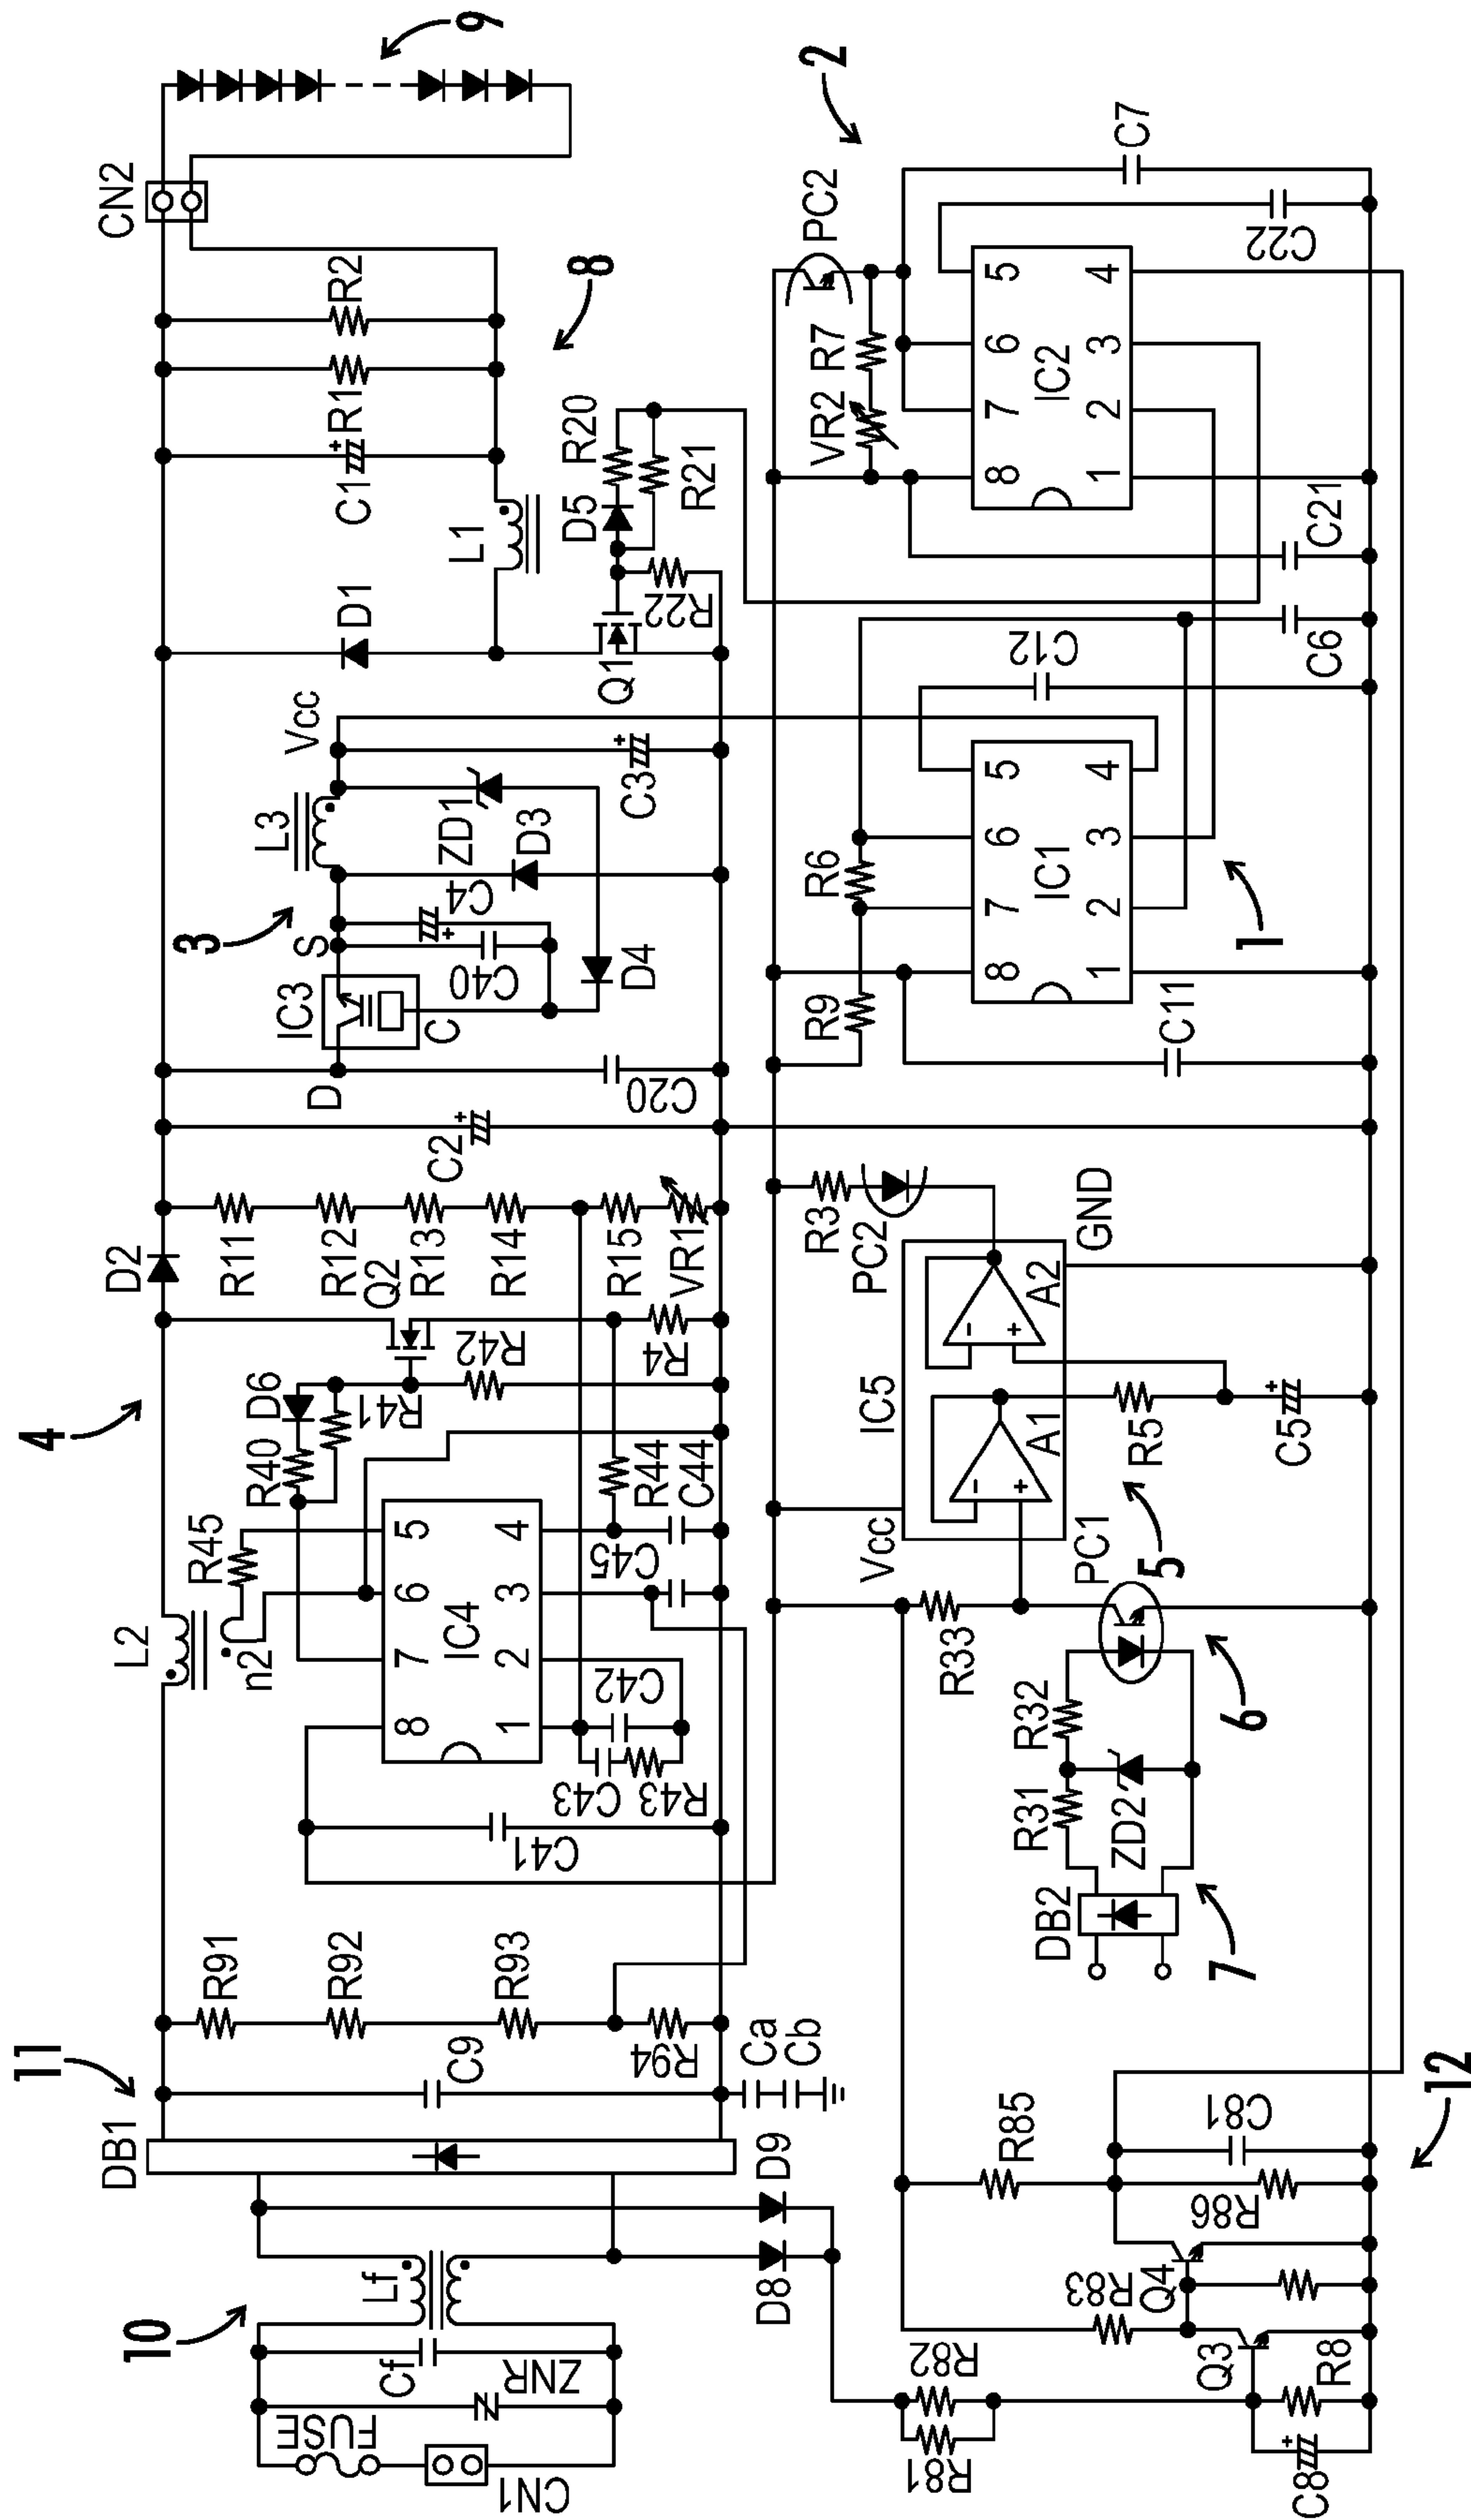 9
CN2
R2
R1
C1
+
8
L1
D5
R20
R21
R22
Q1
D1
Vcc
L3
3
S
IC3
C
D
ZD1
D3
C3
+
C4
+
C40
D4
C20
C2
+
D2
R11
R12
R13
R14
R15
VR1
Q2
R4
R42
4
D6
R41
R40
R45
R44
C44
C45
5
6
7
8
IC4
4
3
2
1
L2
n2
C42
C43
R43
C41
11
R91
R92
R93
R94
C9
Ca
Cb
DB1
D9
D8
10
Lf
Cf
ZNR
FUSE
CN1
2
PC2
C7
C22
R7
VR2
5
6
7
8
IC2
4
3
2
1
C21
C6
C12
R6
R9
5
6
7
8
IC1
4
3
2
1
1
C11
R3
PC2
GND
IC5
A2
A1
-
+
-
+
Vcc
R5
C5
+
5
PC1
R33
R32
6
R31
ZD2
DB2
7
12
R85
C81
R86
Q4
R83
R82
R81
Q3
R8
C8
+